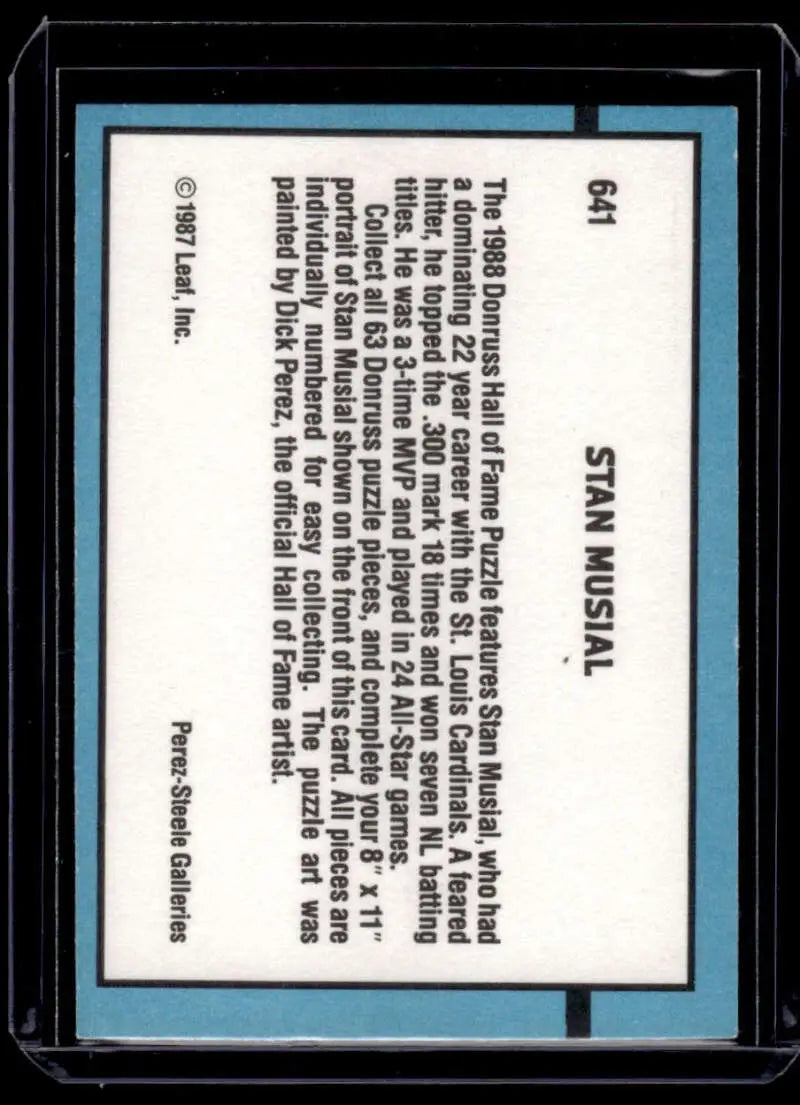 641
STAN MUSIAL
The 1988 Donruss Hall of Fame Puzzle features Stan Musial, who had
a dominating 22 year career with the St. Louis Cardinals. A feared
hitter, he topped the .300 mark 18 times and won seven NL batting
titles. He was a 3-time MVP and played in 24 All-Star games.
Collect all 63 Donruss puzzle pieces, and complete your 8" x 11"
portrait of Stan Musial shown on the front of this card. All pieces are
individually numbered for easy collecting. The puzzle art was
painted by Dick Perez, the official Hall of Fame artist.
© 1987 Leaf, Inc.
Perez-Steele Galleries